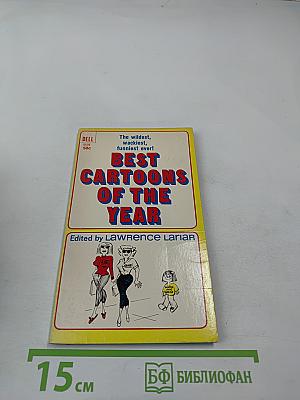 DELL
50c
The wildest,
wackiest,
funniest ever!
BEST
CARTOONS
OF THE
YEAR
Edited by LAWRENCE LARIAR
15 см
БФ БИБЛИОФАН